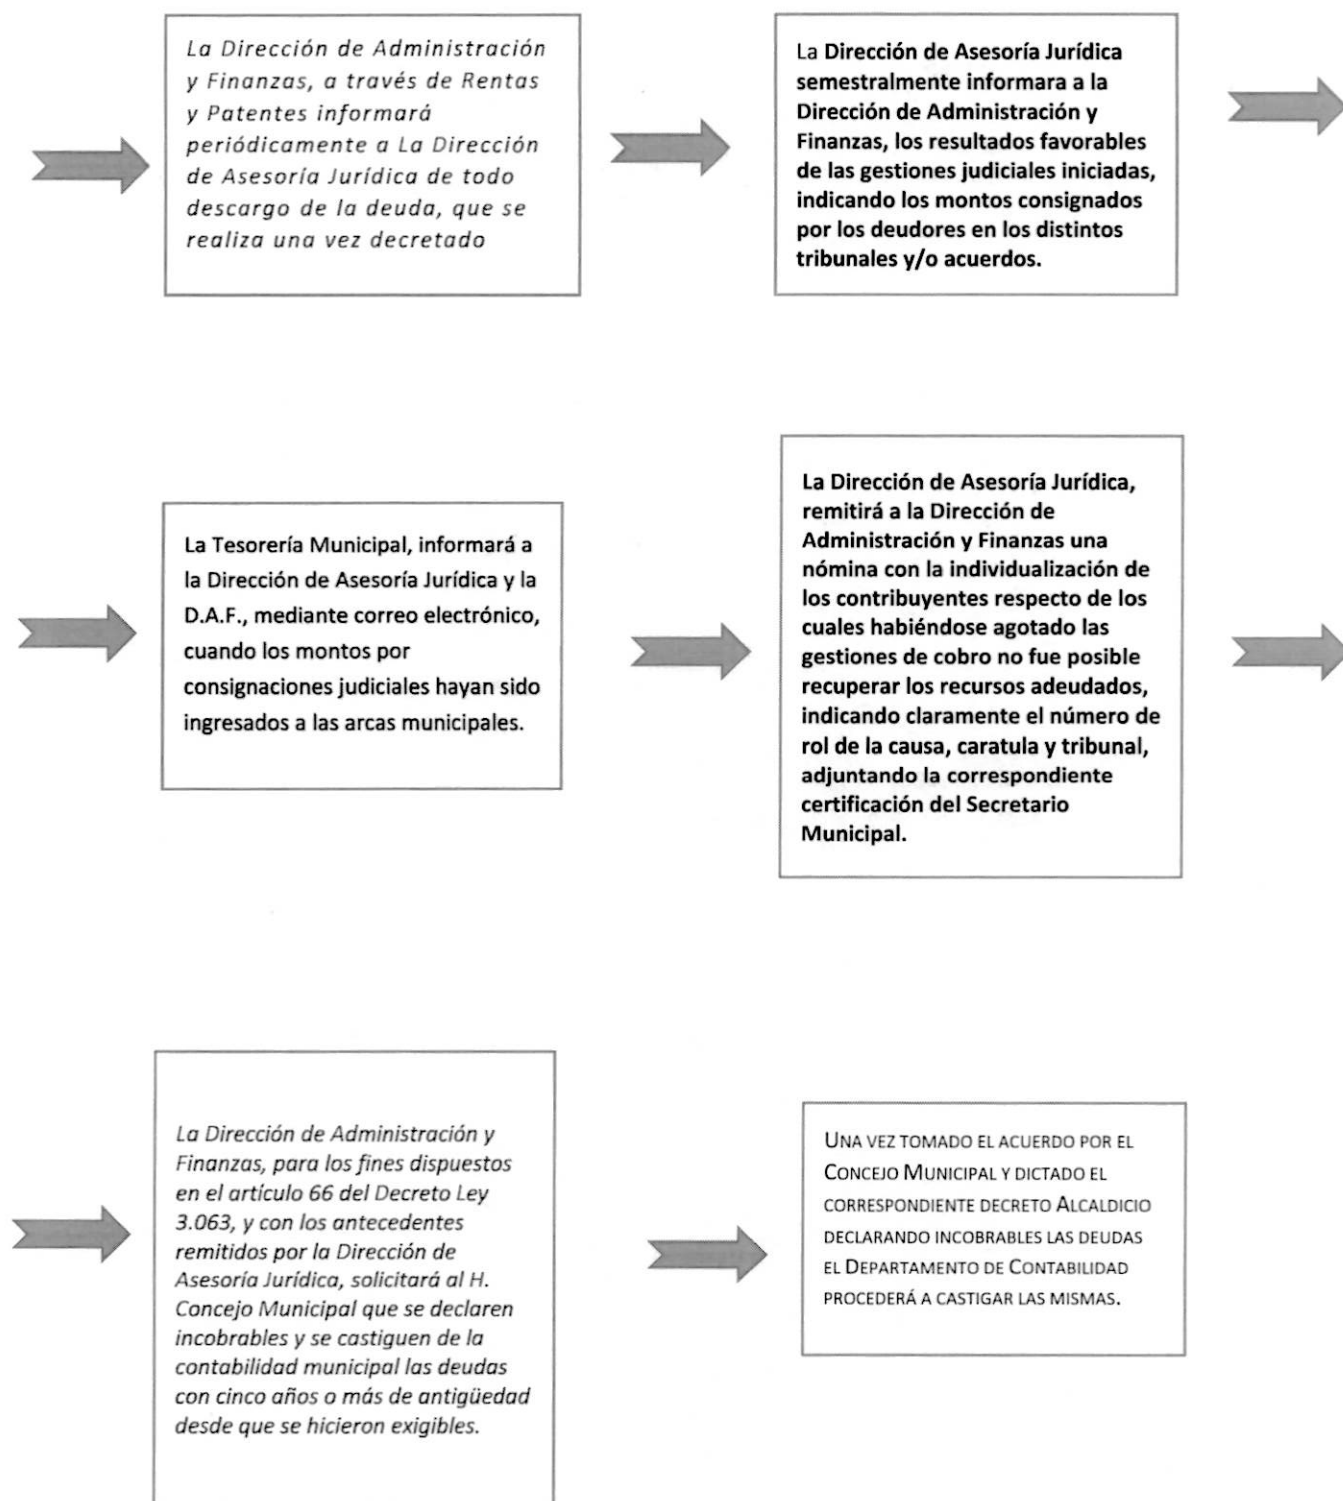 La Dirección de Administración
y Finanzas, a través de Rentas
y Patentes informará
periódicamente a La Dirección
de Asesoría Jurídica de todo
descargo de la deuda, que se
realiza una vez decretado
La Dirección de Asesoría Jurídica
semestralmente informara a la
Dirección de Administración y
Finanzas, los resultados favorables
de las gestiones judiciales iniciadas,
indicando los montos consignados
por los deudores en los distintos
tribunales y/o acuerdos.
La Tesorería Municipal, informará a
la Dirección de Asesoría Jurídica y la
D.A.F., mediante correo electrónico,
cuando los montos por
consignaciones judiciales hayan sido
ingresados a las arcas municipales.
La Dirección de Asesoría Jurídica,
remitirá a la Dirección de
Administración y Finanzas una
nómina con la individualización de
los contribuyentes respecto de los
cuales habiéndose agotado las
gestiones de cobro no fue posible
recuperar los recursos adeudados,
indicando claramente el número de
rol de la causa, caratula y tribunal,
adjuntando la correspondiente
certificación del Secretario
Municipal.
La Dirección de Administración y
Finanzas, para los fines dispuestos
en el artículo 66 del Decreto Ley
3.063, y con los antecedentes
remitidos por la Dirección de
Asesoría Jurídica, solicitará al H.
Concejo Municipal que se declaren
incobrables y se castiguen de la
contabilidad municipal las deudas
con cinco años o más de antigüedad
desde que se hicieron exigibles.
UNA VEZ TOMADO EL ACUERDO POR EL
CONCEJO MUNICIPAL Y DICTADO EL
CORRESPONDIENTE DECRETO ALCALDICIO
DECLARANDO INCOBRABLES LAS DEUDAS
EL DEPARTAMENTO DE CONTABILIDAD
PROCEDERÁ A CASTIGAR LAS MISMAS.